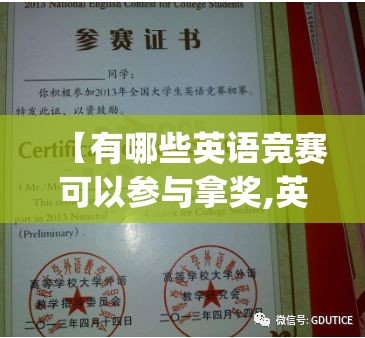 2013 National English Contest for College Students
参赛证书
同学:
你积极参加2013年全国大学生英语竞赛初赛。
特发此证,以资鼓励。
【有哪些英语竞赛
可以参与拿奖,英
part in 2013 National
(Preliminary).
高等学校大学外语
教学指导委员会
二〇一三年四月十四日
高等学校大学外语
教学研究会
二〇一三年四月十四日
微信号: GDUTICE